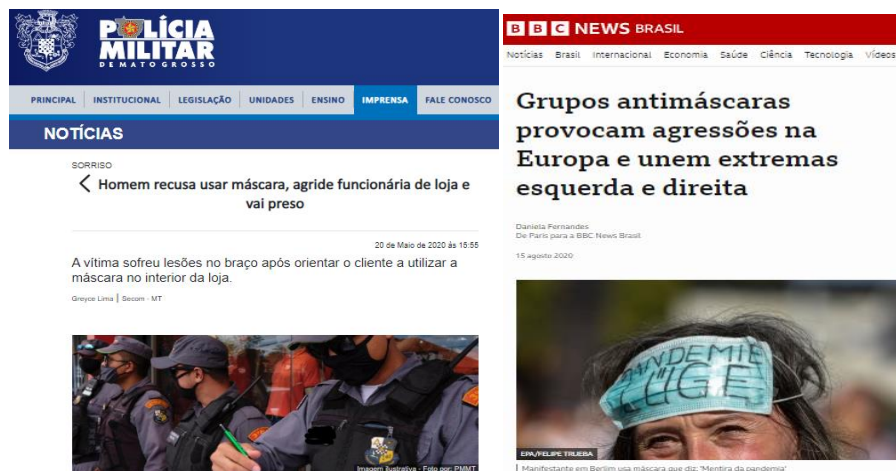 POLÍCIA
MILITAR
DE MATO GROSSO
PRINCIPAL INSTITUCIONAL LEGISLAÇÃO UNIDADES ENSINO IMPRENSA FALE CONOSCO
NOTÍCIAS
SORRISO
Homem recusa usar máscara, agride funcionária de loja e
vai preso
20 de Maio de 2020 ás 15:55
A vítima sofreu lesões no braço após orientar o cliente a utilizar a
máscara no interior da loja.
Greyce Lima | Secom - MT
Imagem ilustrativa - Foto por: PMMT
BBC NEWS BRASIL
Notícias Brasil Internacional Economia Saúde Ciência Tecnologia Vídeos
Grupos antimáscaras
provocam agressões na
Europa e unem extremas
esquerda e direita
Daniela Fernandes
De Paris para a BBC News Brasil
15 agosto 2020
PANDEMIE
LÜGE
EPA/FELIPE TRUEBA
Manifestante em Berlim usa máscara que diz: 'Mentira da pandemia'